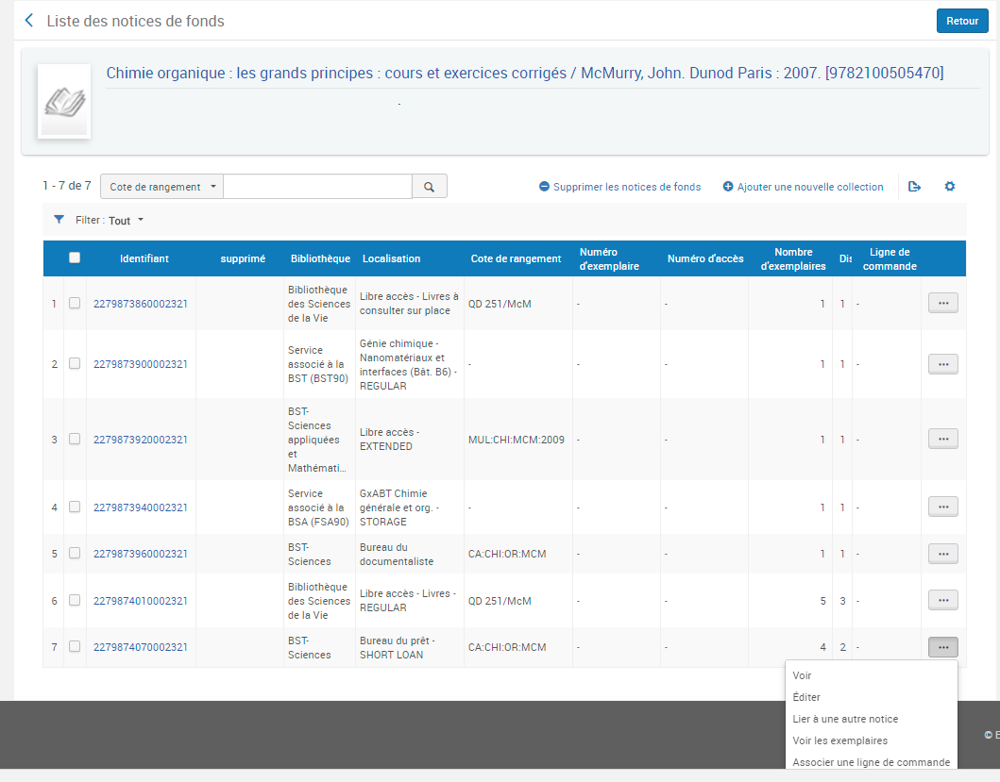 Liste des notices de fonds
Retour
Chimie organique : les grands principes : cours et exercices corrigés / McMurry, John. Dunod Paris : 2007. [9782100505470]
-
1 - 7 de 7 Cote de rangement
Supprimer les notices de fonds Ajouter une nouvelle collection
Filter : Tout
Identifiant supprimé Bibliothèque Localisation Cote de rangement Numéro d'exemplaire Numéro d'accès Nombre d'exemplaires Dis Ligne de commande
1 2279873860002321 Bibliothèque des Sciences de la Vie Libre accès - Livres à consulter sur place QD 251/McM - - 1 1 - ...
2 2279873900002321 Service associé à la BST (BST90) Génie chimique - Nanomatériaux et interfaces (Bât. B6) - REGULAR - - - 1 1 - ...
3 2279873920002321 BST-Sciences appliquées et Mathémati... Libre accès - EXTENDED MUL:CHI:MCM:2009 - - 1 1 - ...
4 2279873940002321 Service associé à la BSA (FSA90) GxABT Chimie générale et org. - STORAGE - - - 1 1 - ...
5 2279873960002321 BST-Sciences Bureau du documentaliste CA:CHI:OR:MCM - - 1 1 - ...
6 2279874010002321 Bibliothèque des Sciences de la Vie Libre accès - Livres - REGULAR QD 251/McM - - 5 3 - ...
7 2279874070002321 BST-Sciences Bureau du prêt - SHORT LOAN CA:CHI:OR:MCM - - 4 2 - ...
Voir
Éditer
Lier à une autre notice
Voir les exemplaires
Associer une ligne de commande
© E